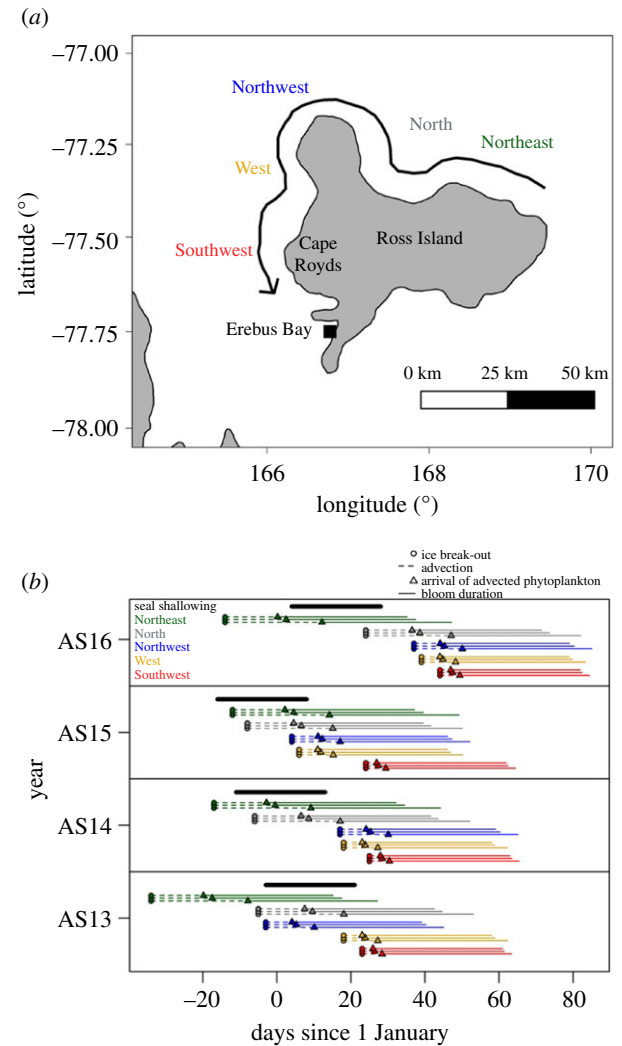 (a)
–77.00
–77.25
–77.50
–77.75
–78.00
latitude (°)
Northwest
North
Northeast
West
Southwest
Cape
Royds
Ross Island
Erebus Bay
0 km 25 km 50 km
166 168 170
longitude (°)
(b)
ice break-out
advection
arrival of advected phytoplankton
bloom duration
seal shallowing
Northeast
North
Northwest
West
Southwest
AS16
AS15
AS14
AS13
year
–20 0 20 40 60 80
days since 1 January